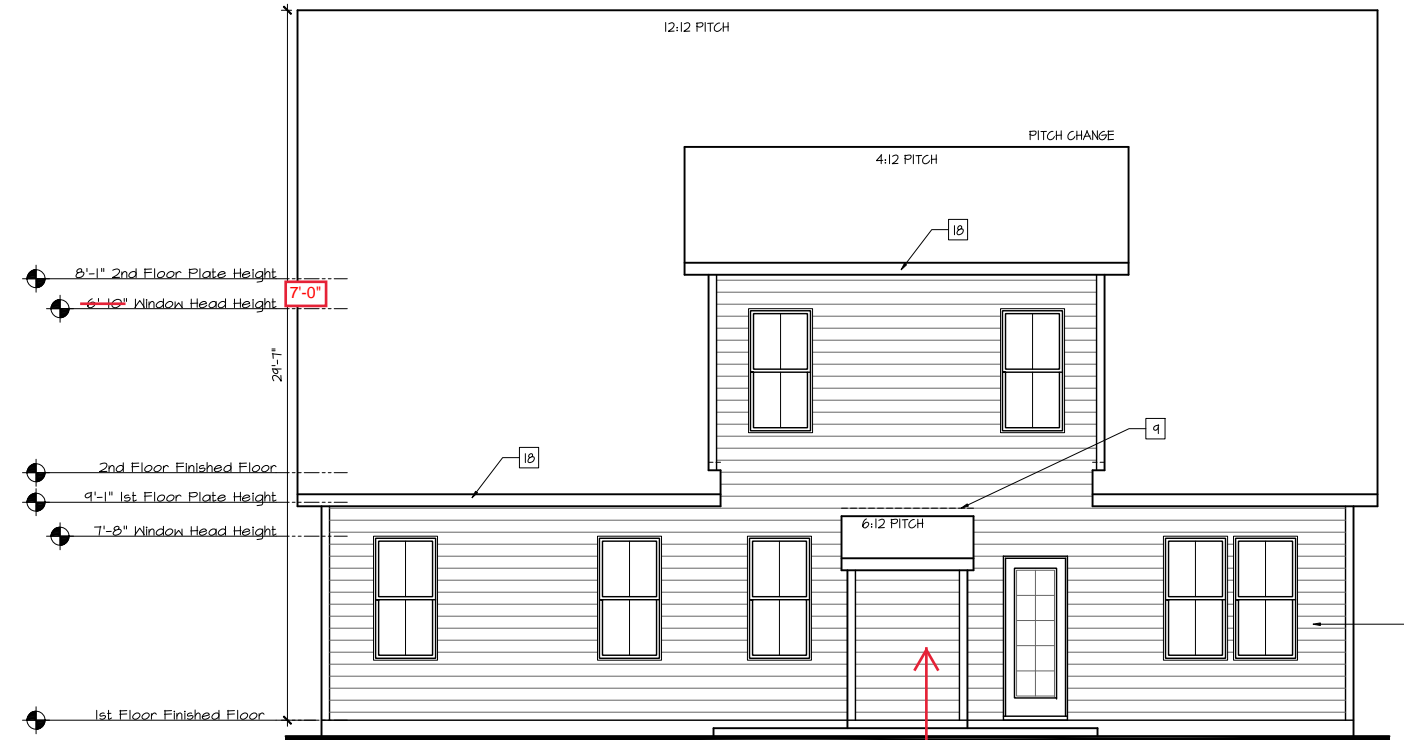 12:12 PITCH
PITCH CHANGE
4:12 PITCH
18
8'-1" 2nd Floor Plate Height
7'-0"
6'-10" Window Head Height
29'-7"
9
18
2nd Floor Finished Floor
9'-1" 1st Floor Plate Height
6:12 PITCH
7'-8" Window Head Height
1st Floor Finished Floor